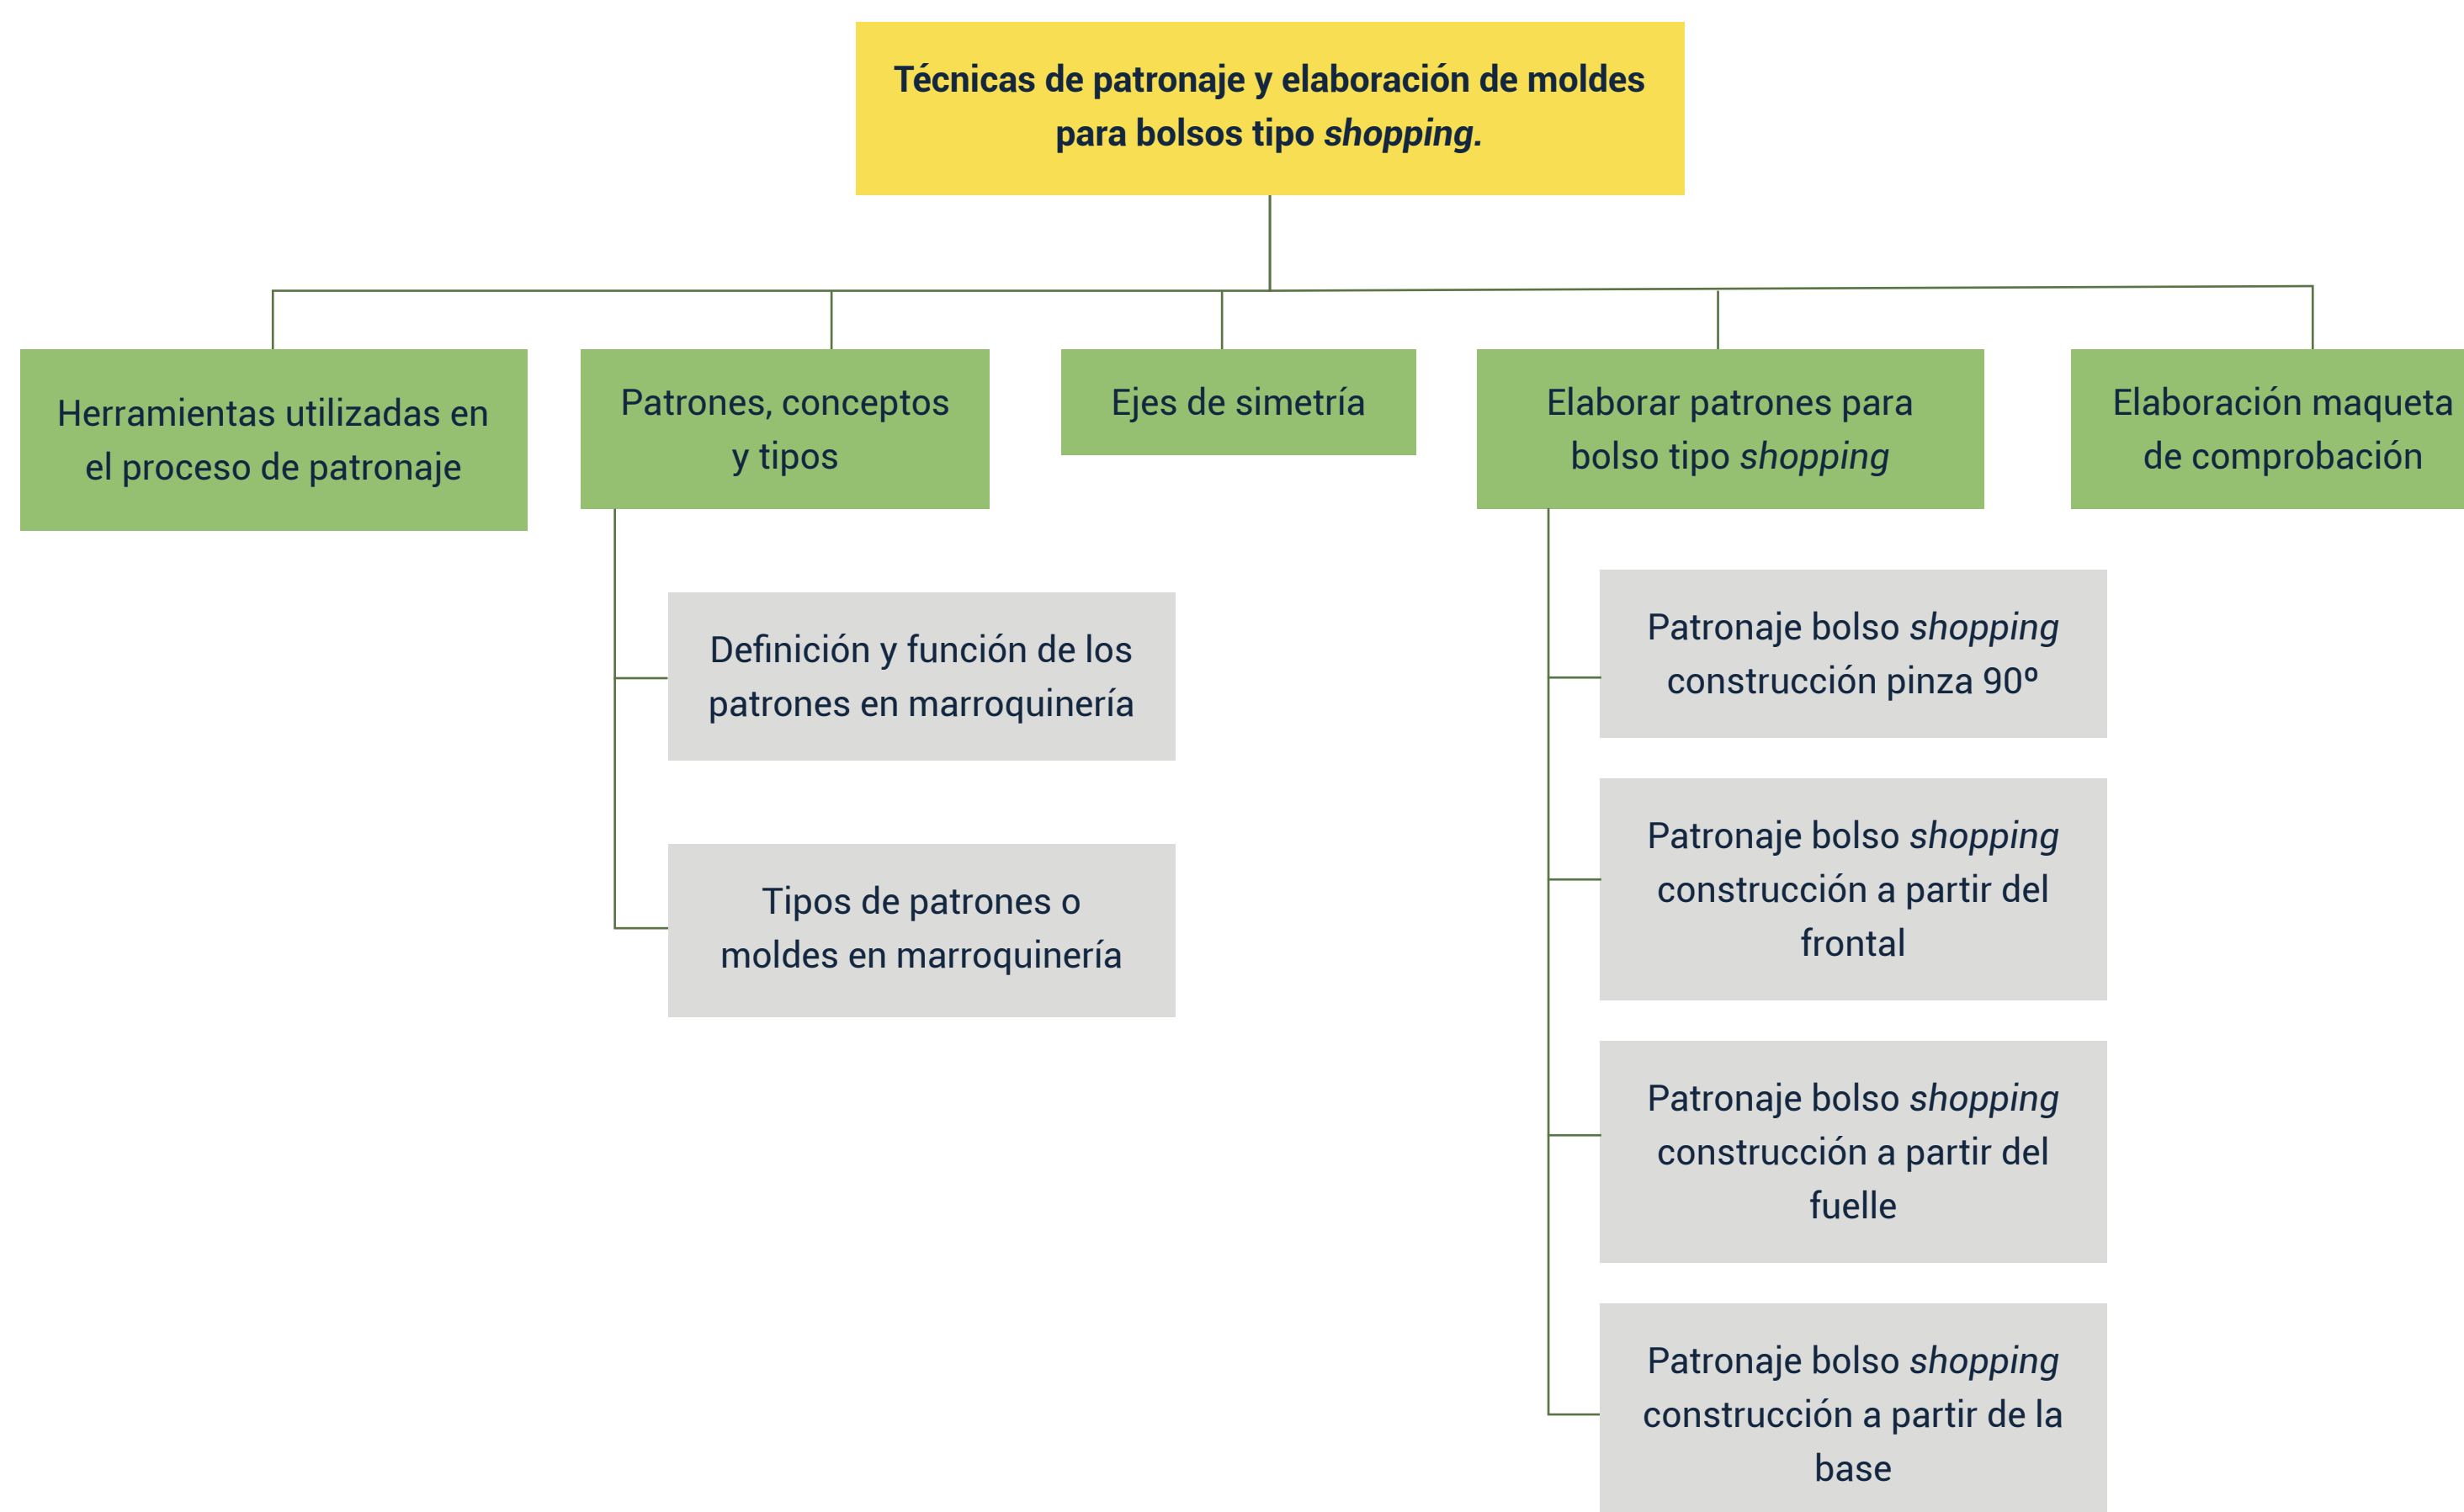 Técnicas de patronaje y elaboración de moldes
para bolsos tipo shopping.
Herramientas utilizadas en
el proceso de patronaje
Patrones, conceptos
y tipos
Ejes de simetría
Elaborar patrones para
bolso tipo shopping
Elaboración maqueta
de comprobación
Definición y función de los
patrones en marroquinería
Tipos de patrones o
moldes en marroquinería
Patronaje bolso shopping
construcción pinza 90º
Patronaje bolso shopping
construcción a partir del
frontal
Patronaje bolso shopping
construcción a partir del
fuelle
Patronaje bolso shopping
construcción a partir de la
base